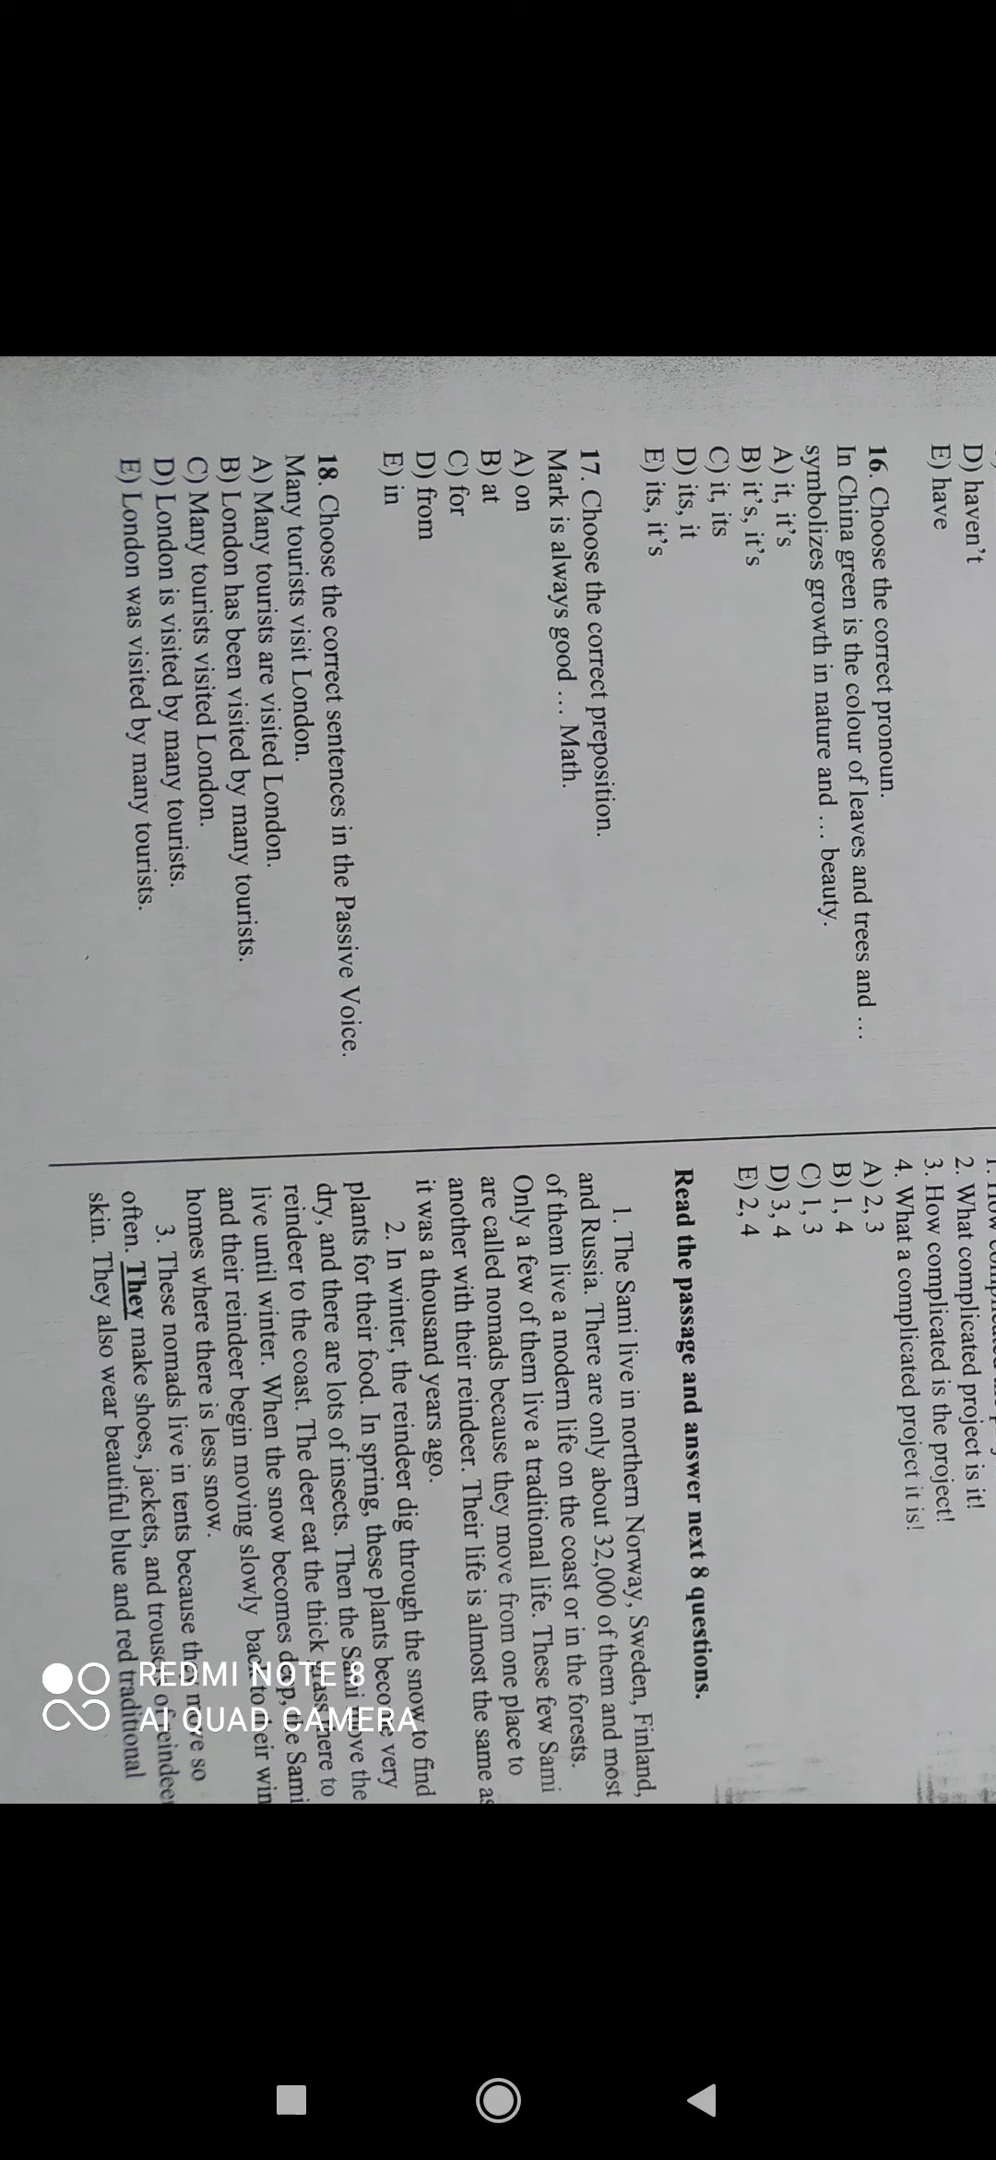 D) haven't
E) have
16. Choose the correct pronoun.
In China green is the colour of leaves and trees and ...
symbolizes growth in nature and ... beauty.
A) it, it's
B) it's, it's
C) it, its
D) its, it
E) its, it's
17. Choose the correct preposition.
Mark is always good ... Math.
A) on
B) at
C) for
D) from
E) in
18. Choose the correct sentences in the Passive Voice.
Many tourists visit London.
A) Many tourists are visited London.
B) London has been visited by many tourists.
C) Many tourists visited London.
D) London is visited by many tourists.
E) London was visited by many tourists.
2. What complicated project is it!
3. How complicated is the project!
4. What a complicated project it is!
A) 2, 3
B) 1, 4
C) 1, 3
D) 3, 4
E) 2, 4
Read the passage and answer next 8 questions.
1. The Sami live in northern Norway, Sweden, Finland,
and Russia. There are only about 32,000 of them and most
of them live a modern life on the coast or in the forests.
Only a few of them live a traditional life. These few Sami
are called nomads because they move from one place to
another with their reindeer. Their life is almost the same as
it was a thousand years ago.
2. In winter, the reindeer dig through the snow to find
plants for their food. In spring, these plants become very
dry, and there are lots of insects. Then the Sami move the
reindeer to the coast. The deer eat the thick grass there to
live until winter. When the snow becomes deep, the Sami
and their reindeer begin moving slowly back to their win
homes where there is less snow.
3. These nomads live in tents because they move so
often. They make shoes, jackets, and of reindeer
skin. They also wear beautiful blue and red traditional
REDMI NOTE 8
AI QUAD CAMERA